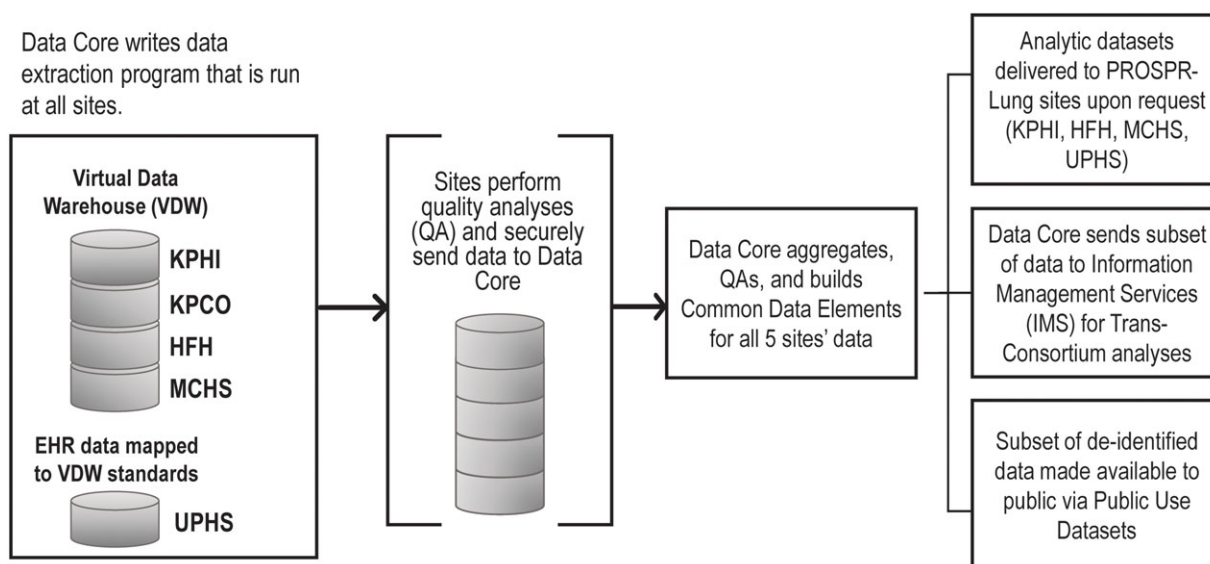 Data Core writes data
extraction program that is run
at all sites.
Virtual Data
Warehouse (VDW)
KPHI
KPCO
HFH
MCHS
EHR data mapped
to VDW standards
UPHS
Sites perform
quality analyses
(QA) and securely
send data to Data
Core
Data Core aggregates,
QAs, and builds
Common Data Elements
for all 5 sites’ data
Analytic datasets
delivered to PROSPR-
Lung sites upon request
(KPHI, HFH, MCHS,
UPHS)
Data Core sends subset
of data to Information
Management Services
(IMS) for Trans-
Consortium analyses
Subset of de-identified
data made available to
public via Public Use
Datasets